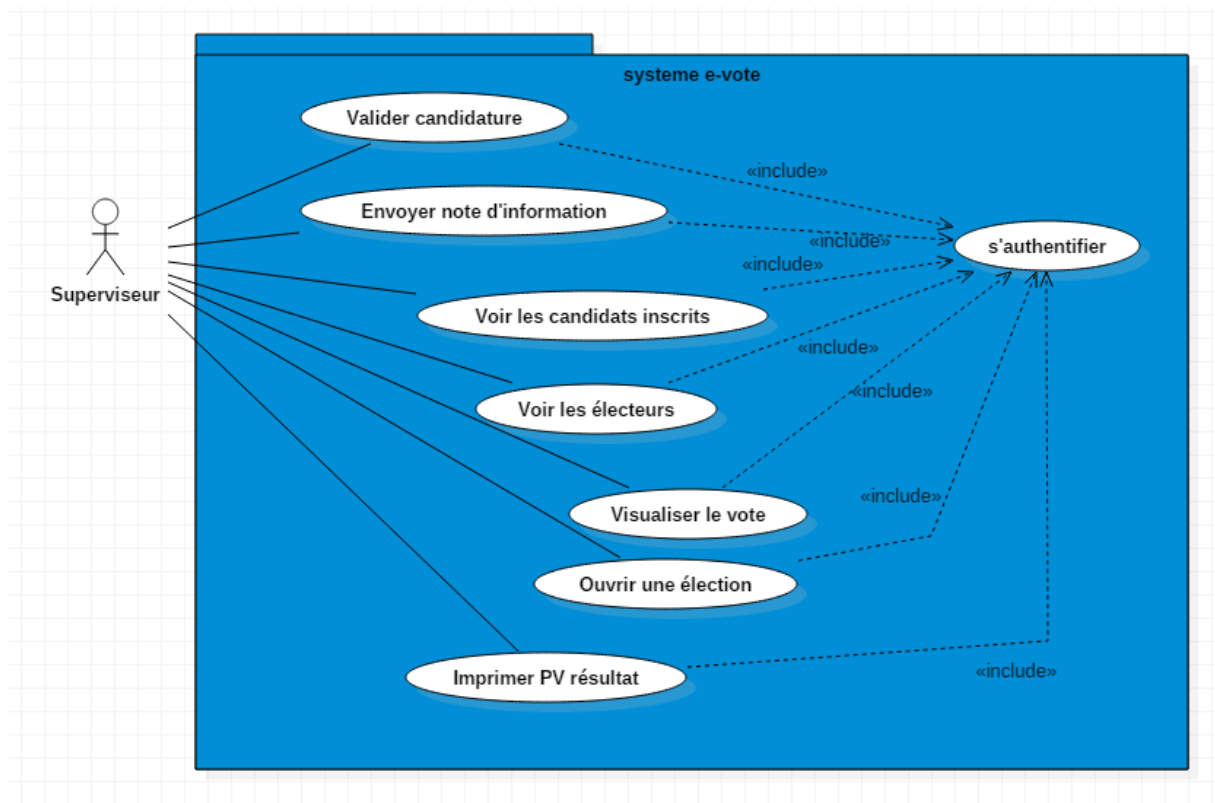 systeme e-vote
Valider candidature
«include»
Envoyer note d'information
«include»
s'authentifier
«include»
Superviseur
Voir les candidats inscrits
«include»
«include»
Voir les électeurs
Visualiser le vote
«include»
Ouvrir une élection
«include»
Imprimer PV résultat